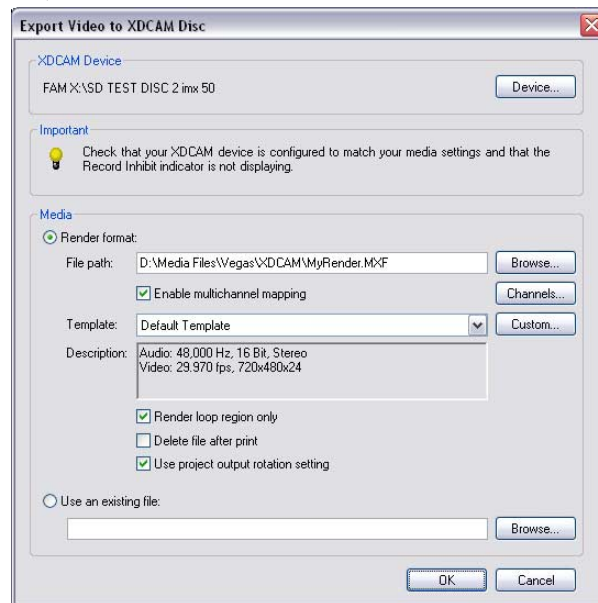 Export Video to XDCAM Disc
XDCAM Device
FAM X:\SD TEST DISC 2 imx 50
Device...
Important
Check that your XDCAM device is configured to match your media settings and that the
Record Inhibit indicator is not displaying.
Media
Render format:
File path:
D:\Media Files\Vegas\XDCAM\MyRender.MXF
Browse...
Enable multichannel mapping
Channels...
Template:
Default Template
Custom...
Description:
Audio: 48,000 Hz, 16 Bit, Stereo
Video: 29.970 fps, 720x480x24
Render loop region only
Delete file after print
Use project output rotation setting
Use an existing file:
Browse...
OK
Cancel